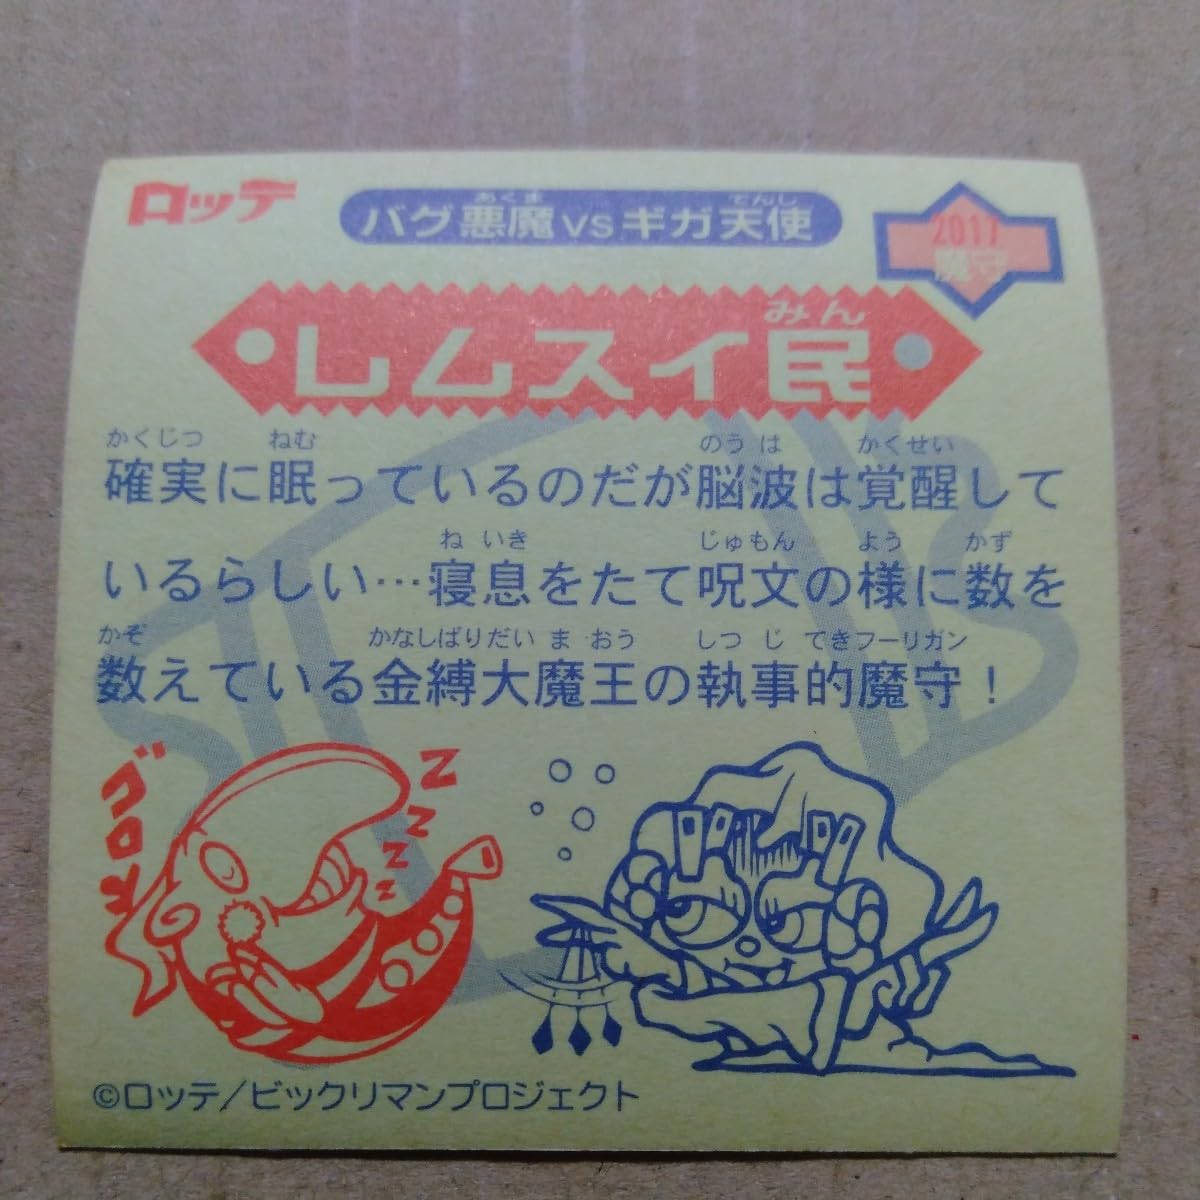 ロッテ
あくま てんし
バグ悪魔vsギガ天使
2017
魔守
みん
レムスイ民
かくじつ ねむ のう は かくせい
確実に眠っているのだが脳波は覚醒して
ね いき じゅもん よう かず
いるらしい…寝息をたて呪文の様に数を
かぞ かなしばりだい ま おう しつ じ てきフーリガン
数えている金縛大魔王の執事的魔守！
ZZZZZ
©ロッテ/ビックリマンプロジェクト